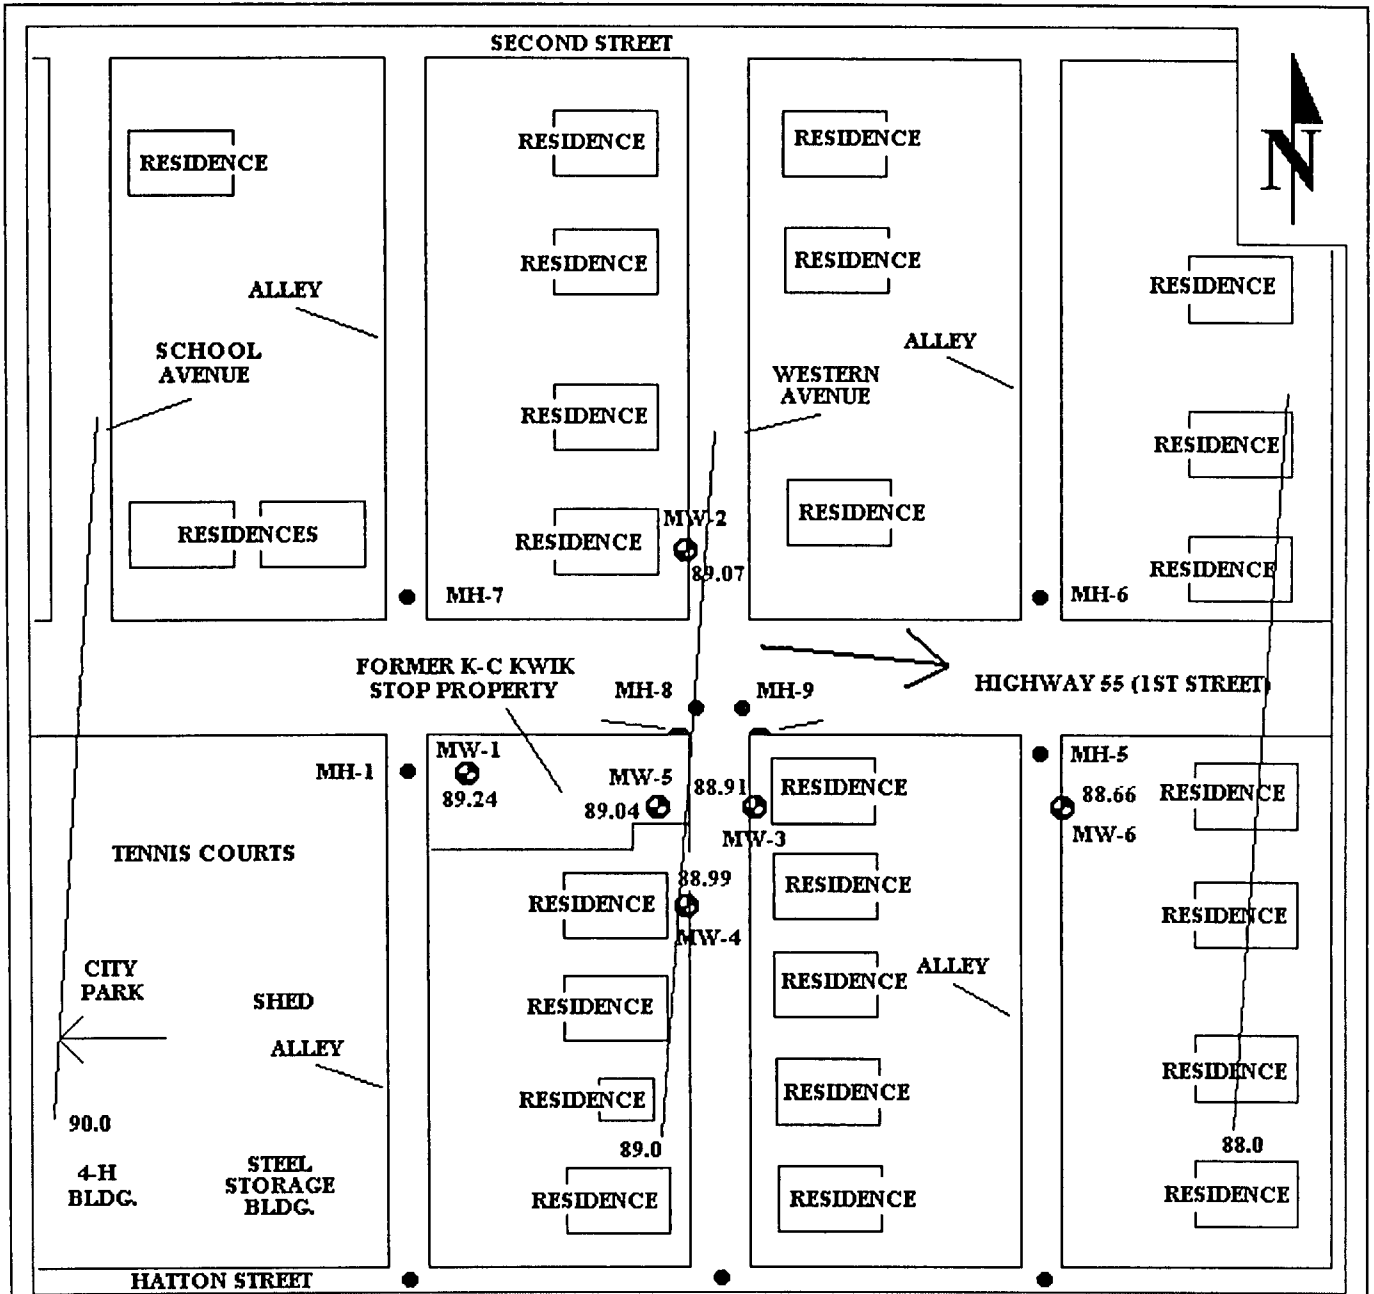 SECOND STREET
N
RESIDENCE
RESIDENCE
RESIDENCE
RESIDENCE
RESIDENCE
RESIDENCE
ALLEY
ALLEY
SCHOOL
AVENUE
WESTERN
AVENUE
RESIDENCE
RESIDENCE
RESIDENCES
RESIDENCE
MW-2
89.07
RESIDENCE
RESIDENCE
MH-7
MH-6
FORMER K-C KWIK
STOP PROPERTY
MH-8
MH-9
HIGHWAY 55 (1ST STREET)
MH-1
MW-1
89.24
MW-5
89.04
88.91
MW-3
RESIDENCE
MH-5
88.66
MW-6
RESIDENCE
TENNIS COURTS
88.99
MW-4
RESIDENCE
RESIDENCE
RESIDENCE
CITY
PARK
SHED
ALLEY
RESIDENCE
RESIDENCE
ALLEY
RESIDENCE
RESIDENCE
RESIDENCE
90.0
89.0
88.0
4-H
BLDG.
STEEL
STORAGE
BLDG.
RESIDENCE
RESIDENCE
RESIDENCE
HATTON STREET